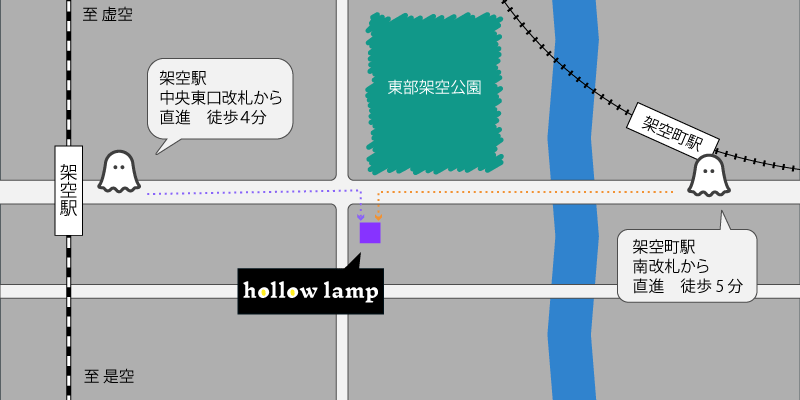 至 虚空
架空駅
中央東口改札から
直進　徒歩4分
東部架空公園
架空町駅
架空駅
架空町駅
南改札から
直進　徒歩５分
hollow lamp
至 是空